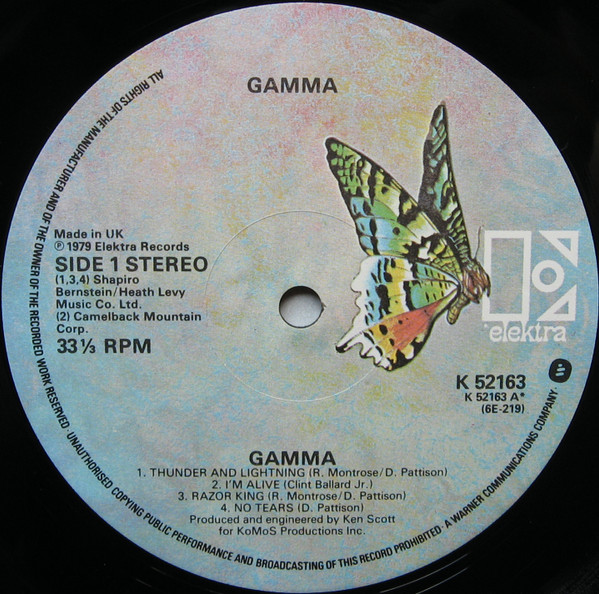 GAMMA
Made in UK
℗ 1979 Elektra Records
SIDE 1 STEREO
(1,3,4) Shapiro
Bernstein/Heath Levy
Music Co. Ltd.
(2) Camelback Mountain
Corp.
33⅓ RPM
elektra
K 52163
K 52163 A*
(6E-219)
GAMMA
1. THUNDER AND LIGHTNING (R. Montrose/D. Pattison)
2. I'M ALIVE (Clint Ballard Jr.)
3. RAZOR KING (R. Montrose/D. Pattison)
4. NO TEARS (D. Pattison)
Produced and engineered by Ken Scott
for KoMoS Productions Inc.
ALL RIGHTS OF THE MANUFACTURER AND OF THE OWNER OF THE RECORDED WORK RESERVED · UNAUTHORISED COPYING PUBLIC PERFORMANCE AND BROADCASTING OF THIS RECORD PROHIBITED · A WARNER COMMUNICATIONS COMPANY ·